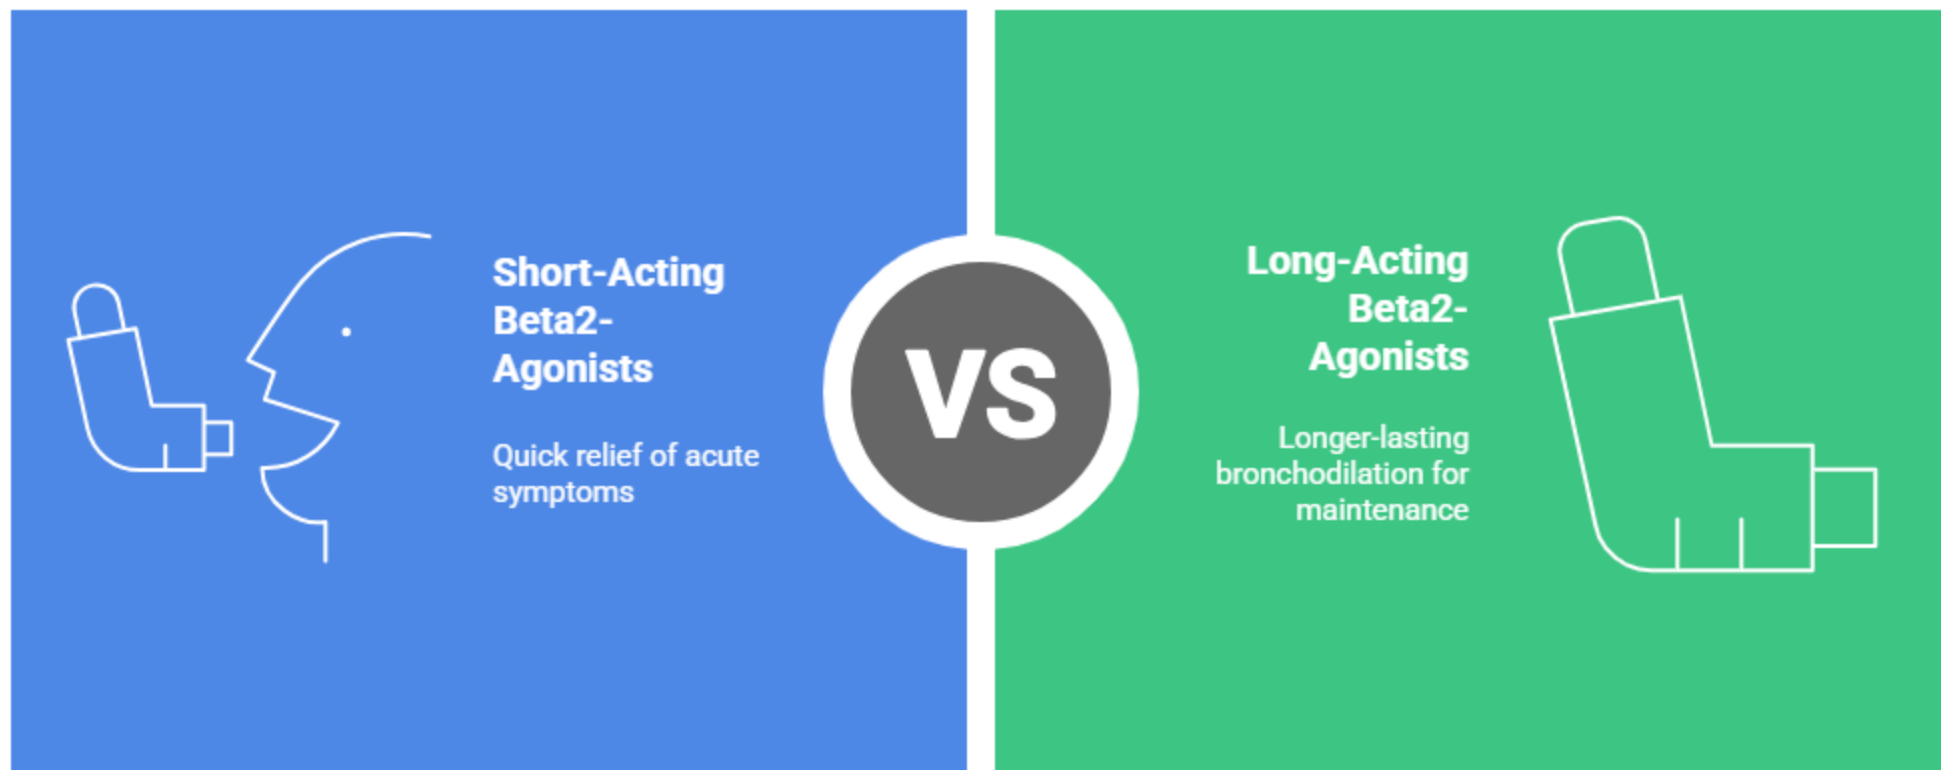 Short-Acting
Beta2-
Agonists
Quick relief of acute
symptoms
VS
Long-Acting
Beta2-
Agonists
Longer-lasting
bronchodilation for
maintenance